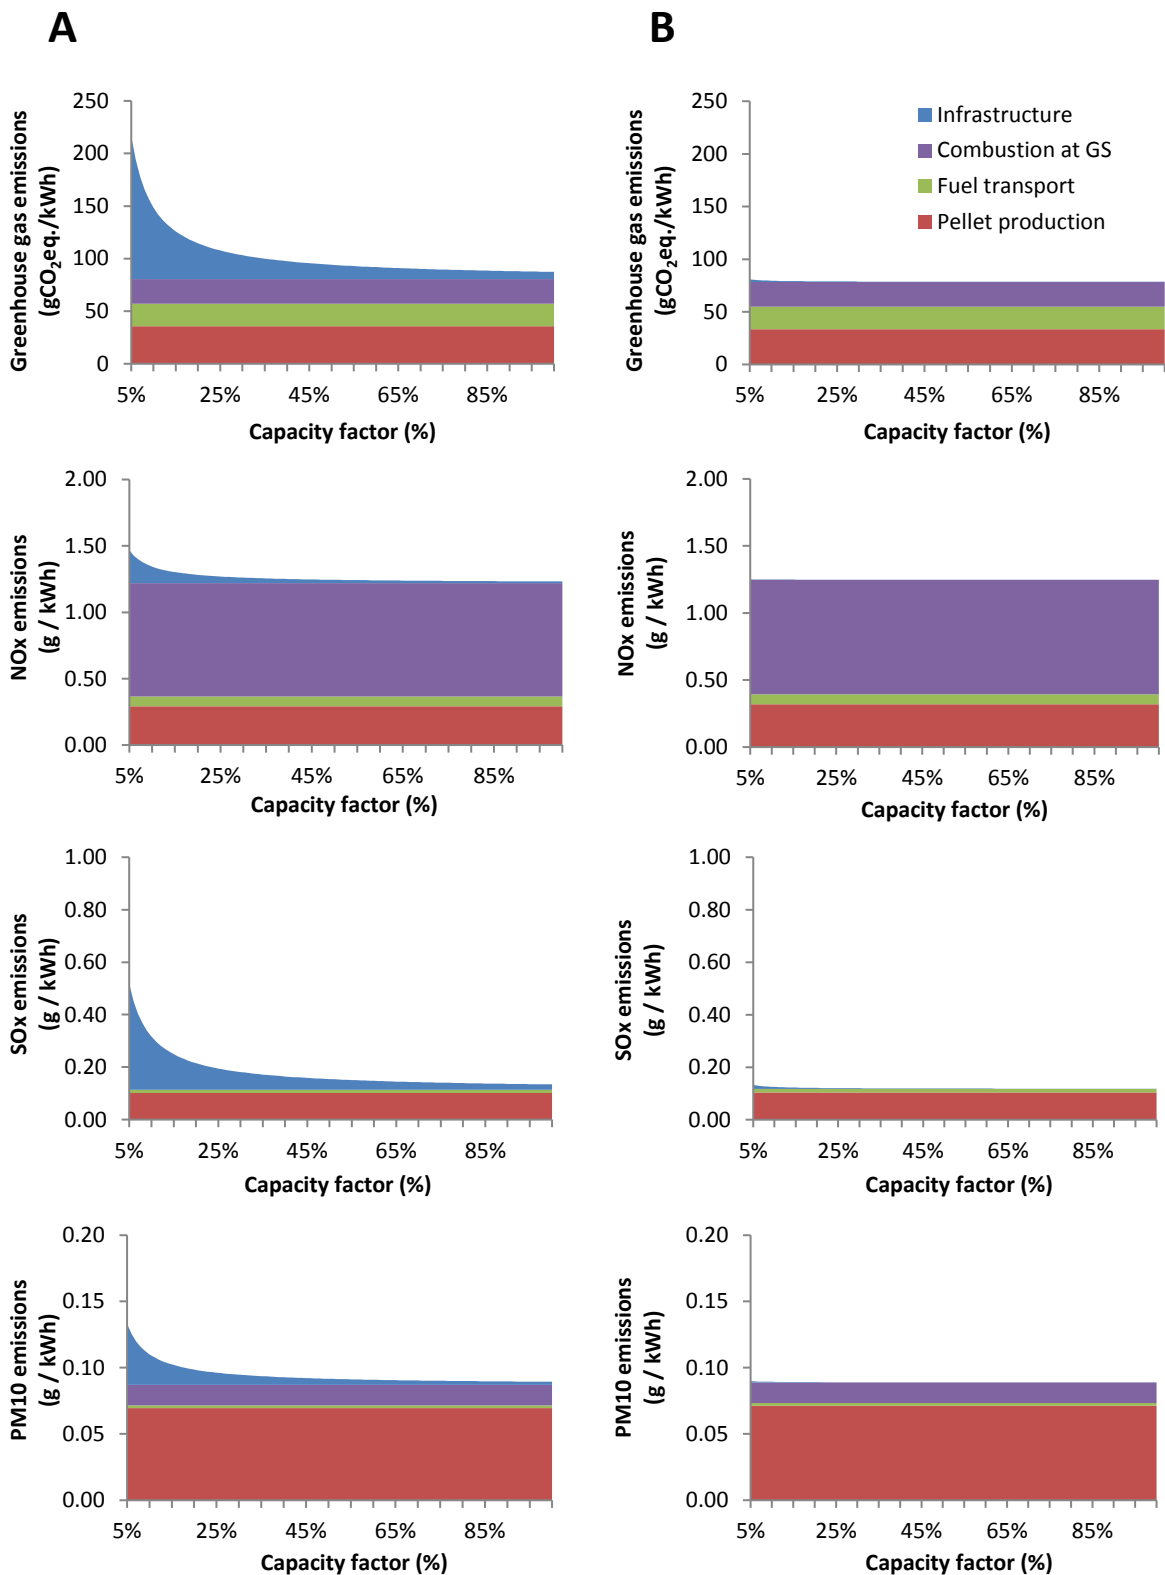 A
B
Greenhouse gas emissions
(gCO₂eq./kWh)
250
200
150
100
50
0
5% 25% 45% 65% 85%
Capacity factor (%)
Greenhouse gas emissions
(gCO₂eq./kWh)
250
200
150
100
50
0
Infrastructure
Combustion at GS
Fuel transport
Pellet production
5% 25% 45% 65% 85%
Capacity factor (%)
NOx emissions
(g / kWh)
2.00
1.50
1.00
0.50
0.00
5% 25% 45% 65% 85%
Capacity factor (%)
NOx emissions
(g / kWh)
2.00
1.50
1.00
0.50
0.00
5% 25% 45% 65% 85%
Capacity factor (%)
SOx emissions
(g / kWh)
1.00
0.80
0.60
0.40
0.20
0.00
5% 25% 45% 65% 85%
Capacity factor (%)
SOx emissions
(g / kWh)
1.00
0.80
0.60
0.40
0.20
0.00
5% 25% 45% 65% 85%
Capacity factor (%)
PM10 emissions
(g / kWh)
0.20
0.15
0.10
0.05
0.00
5% 25% 45% 65% 85%
Capacity factor (%)
PM10 emissions
(g / kWh)
0.20
0.15
0.10
0.05
0.00
5% 25% 45% 65% 85%
Capacity factor (%)